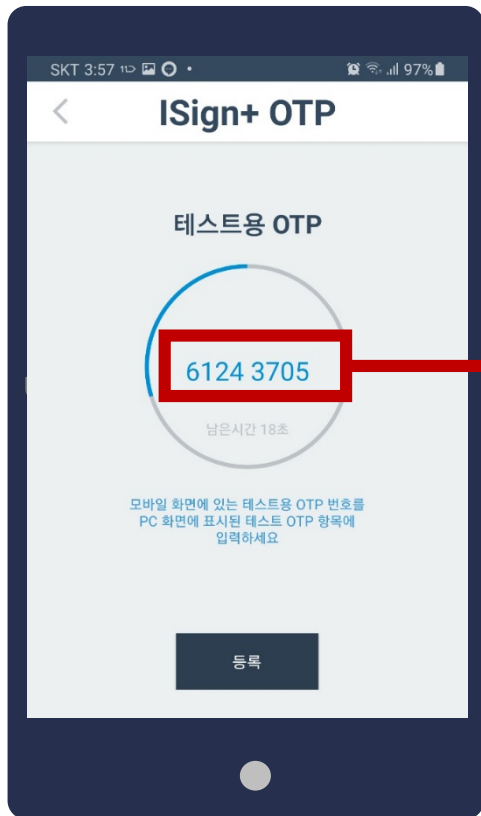 SKT 3:57 97%
ISign+ OTP
테스트용 OTP
6124 3705
남은시간 18초
모바일 화면에 있는 테스트용 OTP 번호를
PC 화면에 표시된 테스트 OTP 항목에
입력하세요
등록